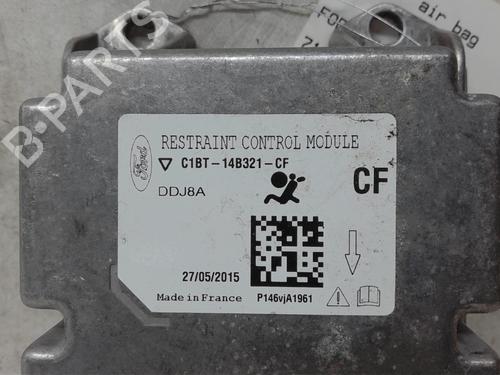 air bag
FOR
B-PARTS
Ford
RESTRAINT CONTROL MODULE
C1BT-14B321-CF
CF
DDJ8A
27/05/2015
Made in France
P146vjA1961